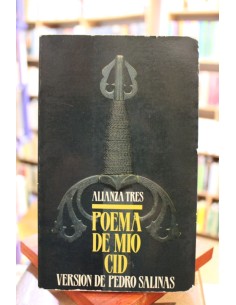 ALIANZA TRES
POEMA
DE MIO
CID
VERSION DE PEDRO SALINAS